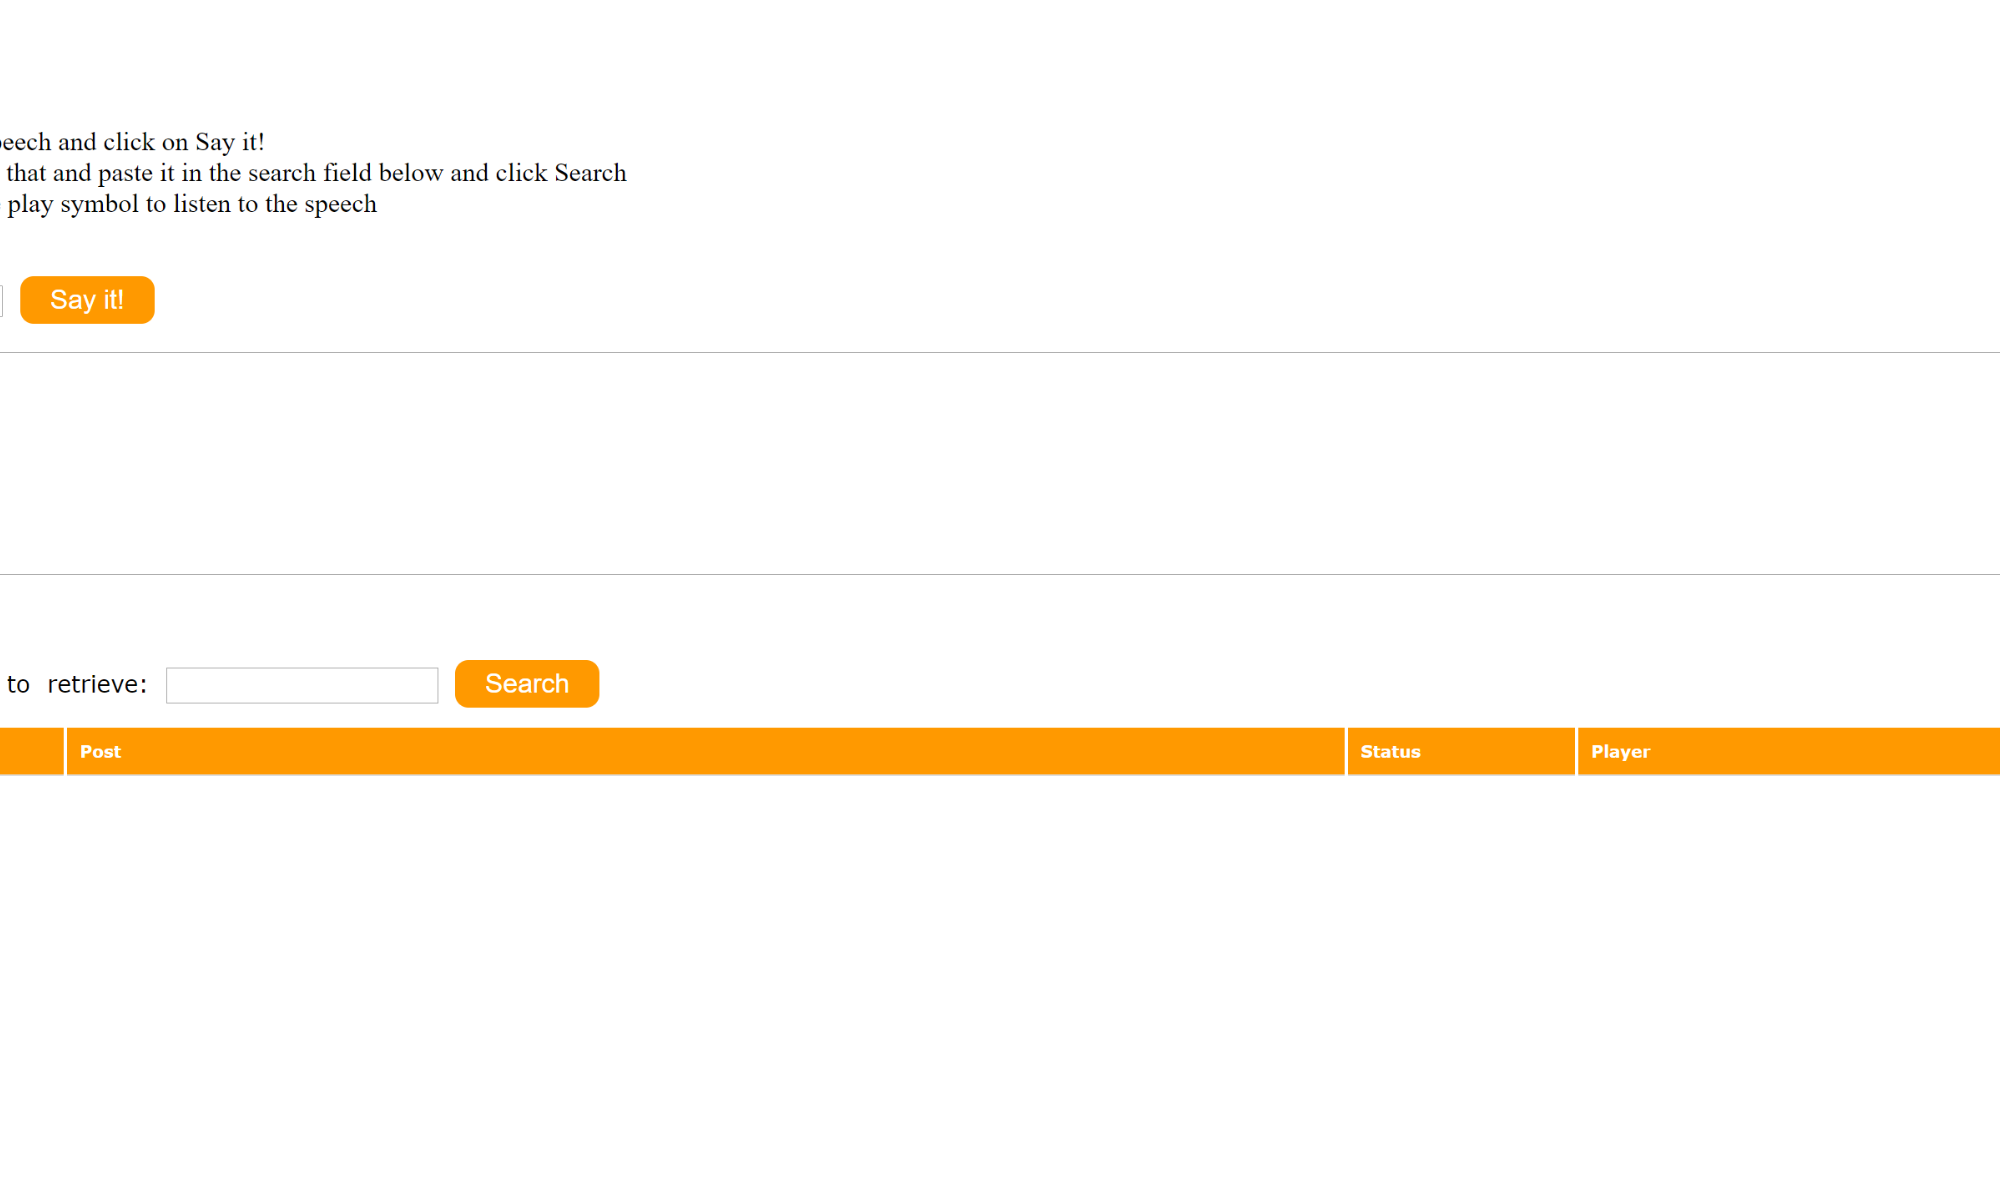 and click on Say it!
that and paste it in the search field below and click Search
play symbol to listen to the speech
Say it!
to retrieve:
Search
Post Status Player